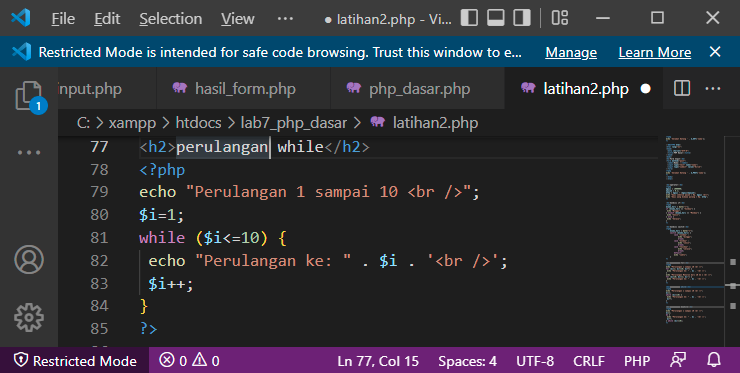 File Edit Selection View ··· ● latihan2.php - Vi...
Restricted Mode is intended for safe code browsing. Trust this window to e... Manage Learn More
input.php hasil_form.php php_dasar.php latihan2.php ●
1
C: > xampp > htdocs > lab7_php_dasar > latihan2.php
77 <h2>perulangan while</h2>
78 <?php
79 echo "Perulangan 1 sampai 10 <br />";
80 $i=1;
81 while ($i<=10) {
82 echo "Perulangan ke: " . $i . '<br />';
83 $i++;
84 }
85 ?>
Restricted Mode 0 0 Ln 77, Col 15 Spaces: 4 UTF-8 CRLF PHP